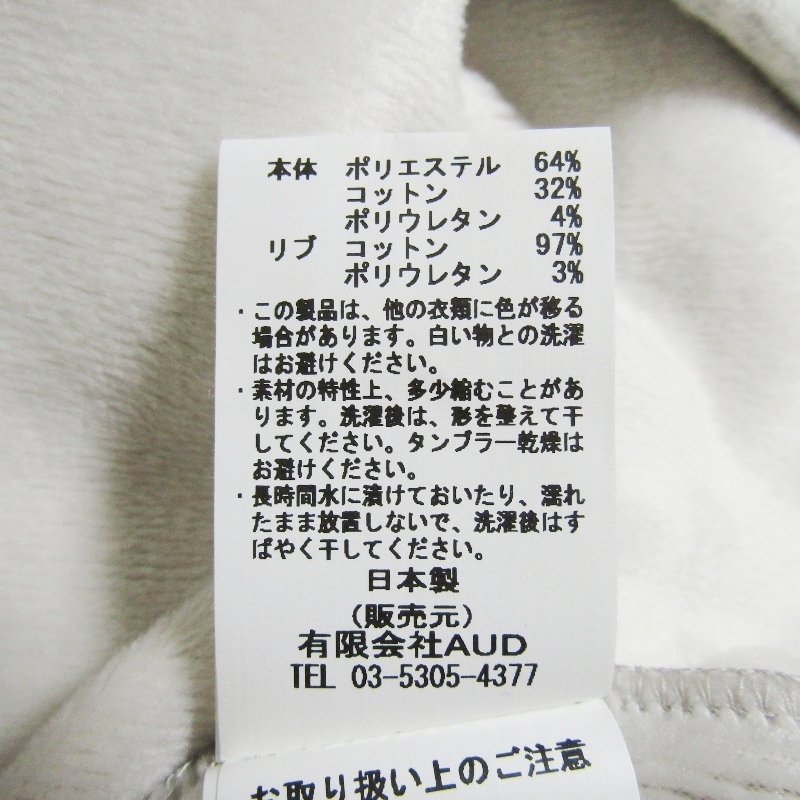 本体 ポリエステル 64%
コットン 32%
ポリウレタン 4%
リブ コットン 97%
ポリウレタン 3%
・この製品は、他の衣類に色が移る
場合があります。白い物との洗濯
はお避けください。
・素材の特性上、多少縮むことがあ
ります。洗濯後は、形を整えて干
してください。タンブラー乾燥は
お避けください。
・長時間水に漬けておいたり、濡れ
たまま放置しないで、洗濯後はす
ばやく干してください。
日本製
(販売元)
有限会社AUD
TEL 03-5305-4377
お取り扱い上のご注意